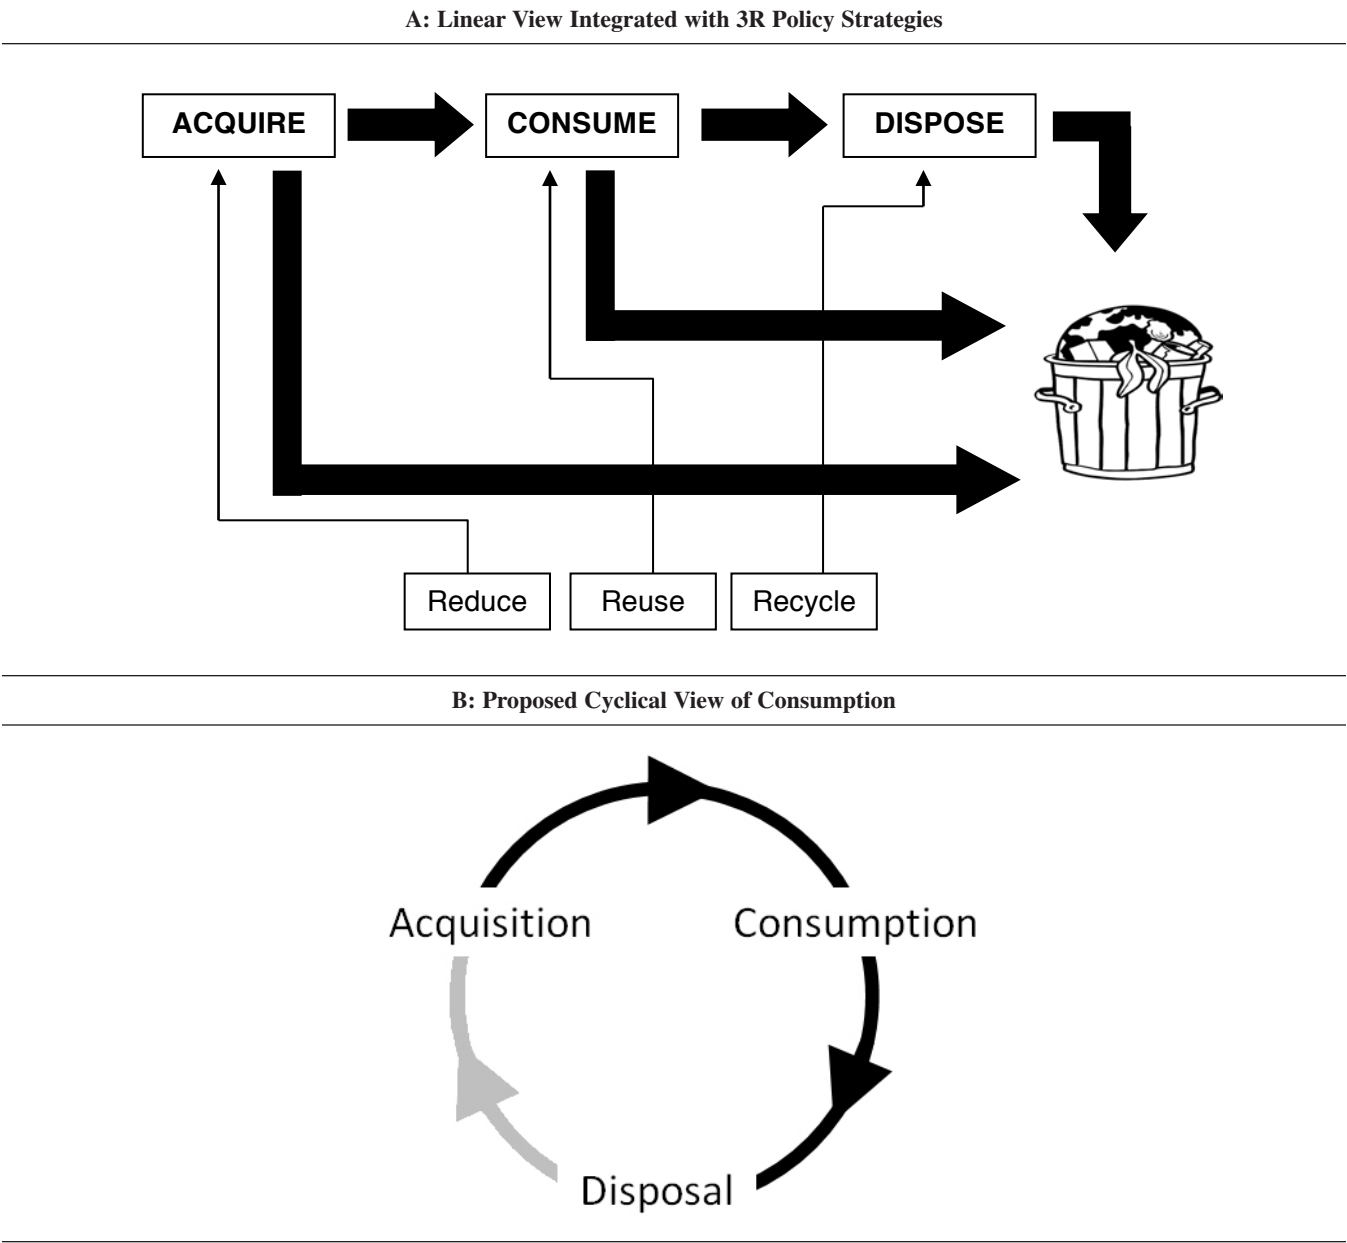 A: Linear View Integrated with 3R Policy Strategies
ACQUIRE
CONSUME
DISPOSE
Reduce
Reuse
Recycle
B: Proposed Cyclical View of Consumption
Acquisition
Consumption
Disposal